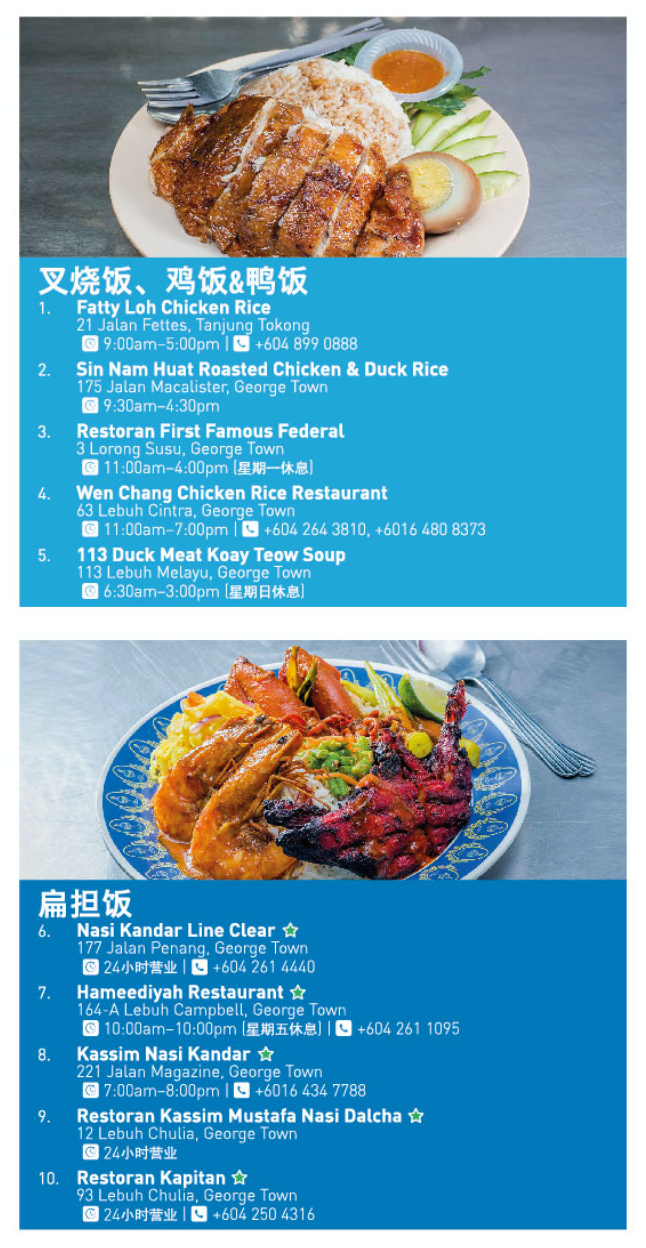 叉烧饭、鸡饭&鸭饭
1. Fatty Loh Chicken Rice
21 Jalan Fettes, Tanjung Tokong
9:00am–5:00pm | +604 899 0888
2. Sin Nam Huat Roasted Chicken & Duck Rice
175 Jalan Macalister, George Town
9:30am–4:30pm
3. Restoran First Famous Federal
3 Lorong Susu, George Town
11:00am–4:00pm (星期一休息)
4. Wen Chang Chicken Rice Restaurant
63 Lebuh Cintra, George Town
11:00am–7:00pm | +604 264 3810, +6016 480 8373
5. 113 Duck Meat Koay Teow Soup
113 Lebuh Melayu, George Town
6:30am–3:00pm (星期日休息)
扁担饭
6. Nasi Kandar Line Clear
177 Jalan Penang, George Town
24小时营业 | +604 261 4440
7. Hameediyah Restaurant
164-A Lebuh Campbell, George Town
10:00am–10:00pm (星期五休息) | +604 261 1095
8. Kassim Nasi Kandar
221 Jalan Magazine, George Town
7:00am–8:00pm | +6016 434 7788
9. Restoran Kassim Mustafa Nasi Dalcha
12 Lebuh Chulia, George Town
24小时营业
10. Restoran Kapitan
93 Lebuh Chulia, George Town
24小时营业 | +604 250 4316